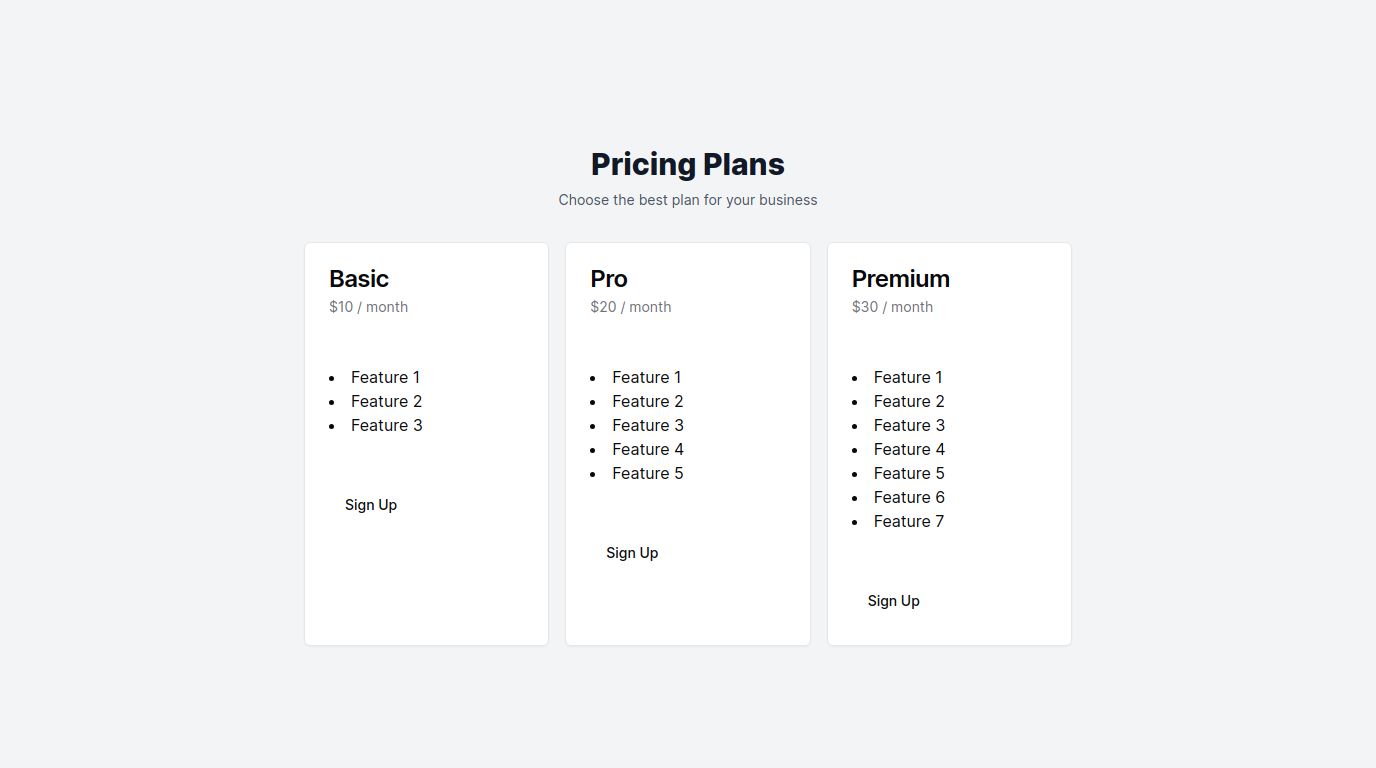 Pricing Plans
Choose the best plan for your business
Basic
$10 / month
• Feature 1
• Feature 2
• Feature 3
Sign Up
Pro
$20 / month
• Feature 1
• Feature 2
• Feature 3
• Feature 4
• Feature 5
Sign Up
Premium
$30 / month
• Feature 1
• Feature 2
• Feature 3
• Feature 4
• Feature 5
• Feature 6
• Feature 7
Sign Up